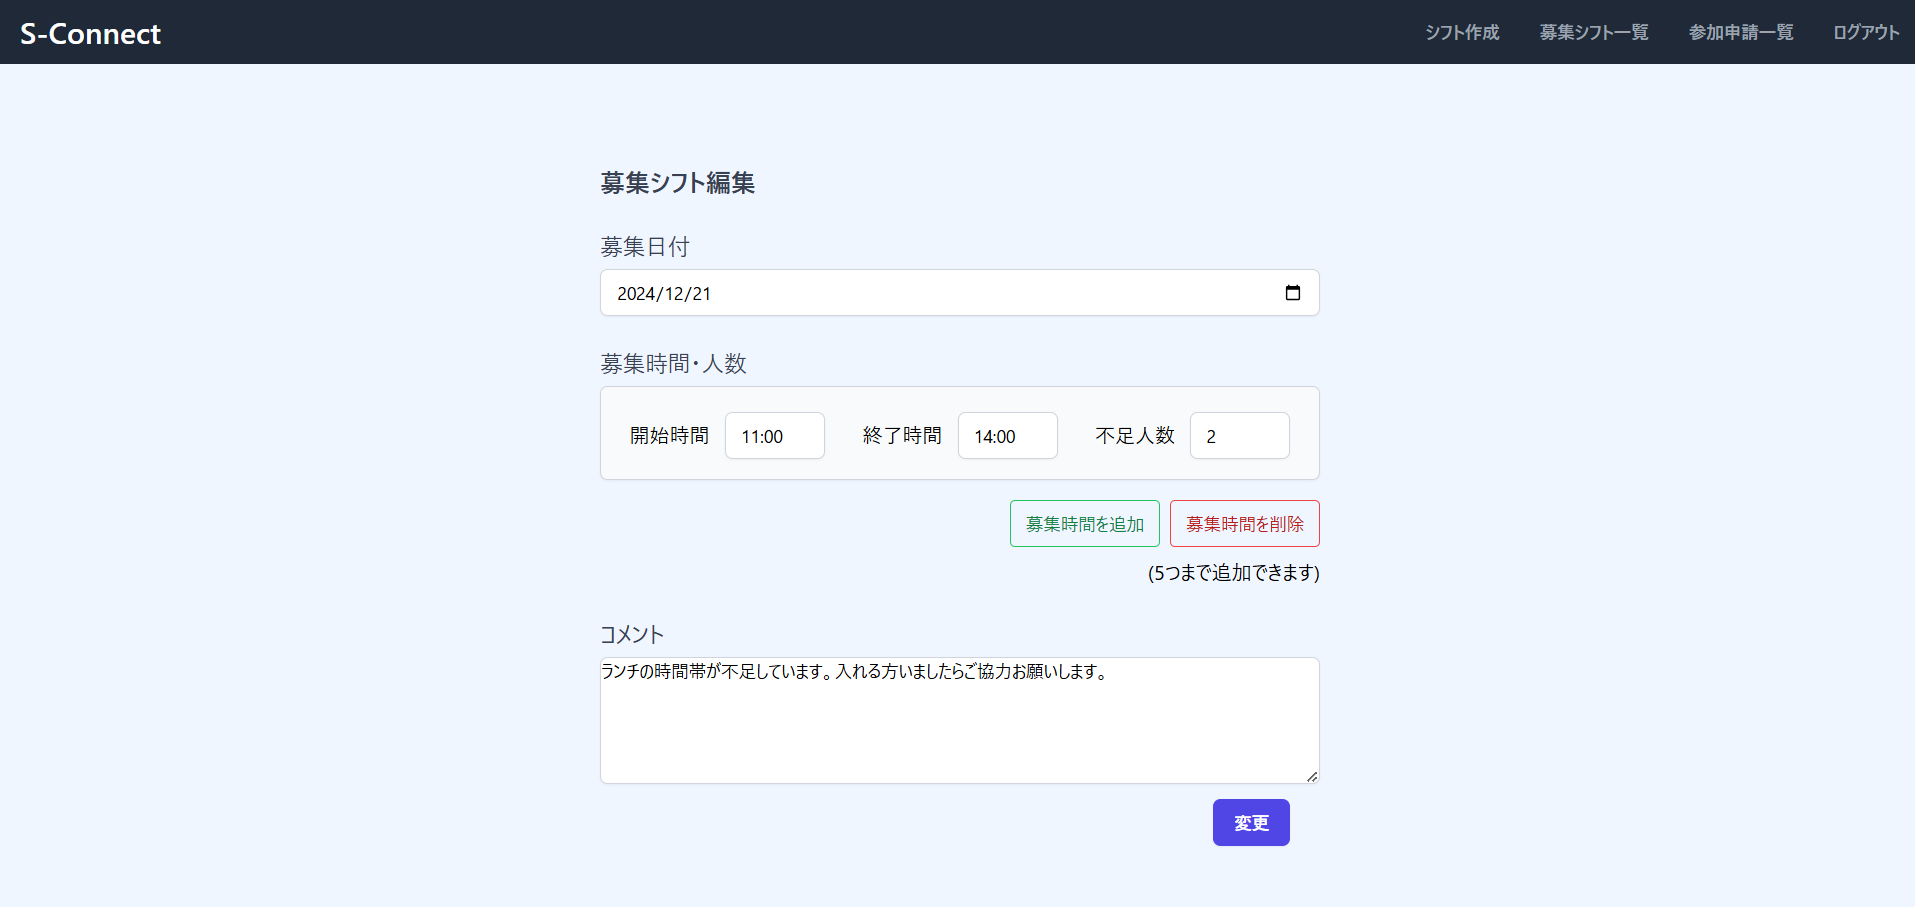 S-Connect シフト作成 募集シフト一覧 参加申請一覧 ログアウト
募集シフト編集
募集日付
2024/12/21
募集時間・人数
開始時間 11:00 終了時間 14:00 不足人数 2
募集時間を追加 募集時間を削除
(5つまで追加できます)
コメント
ランチの時間帯が不足しています。入れる方いましたらご協力お願いします。
変更